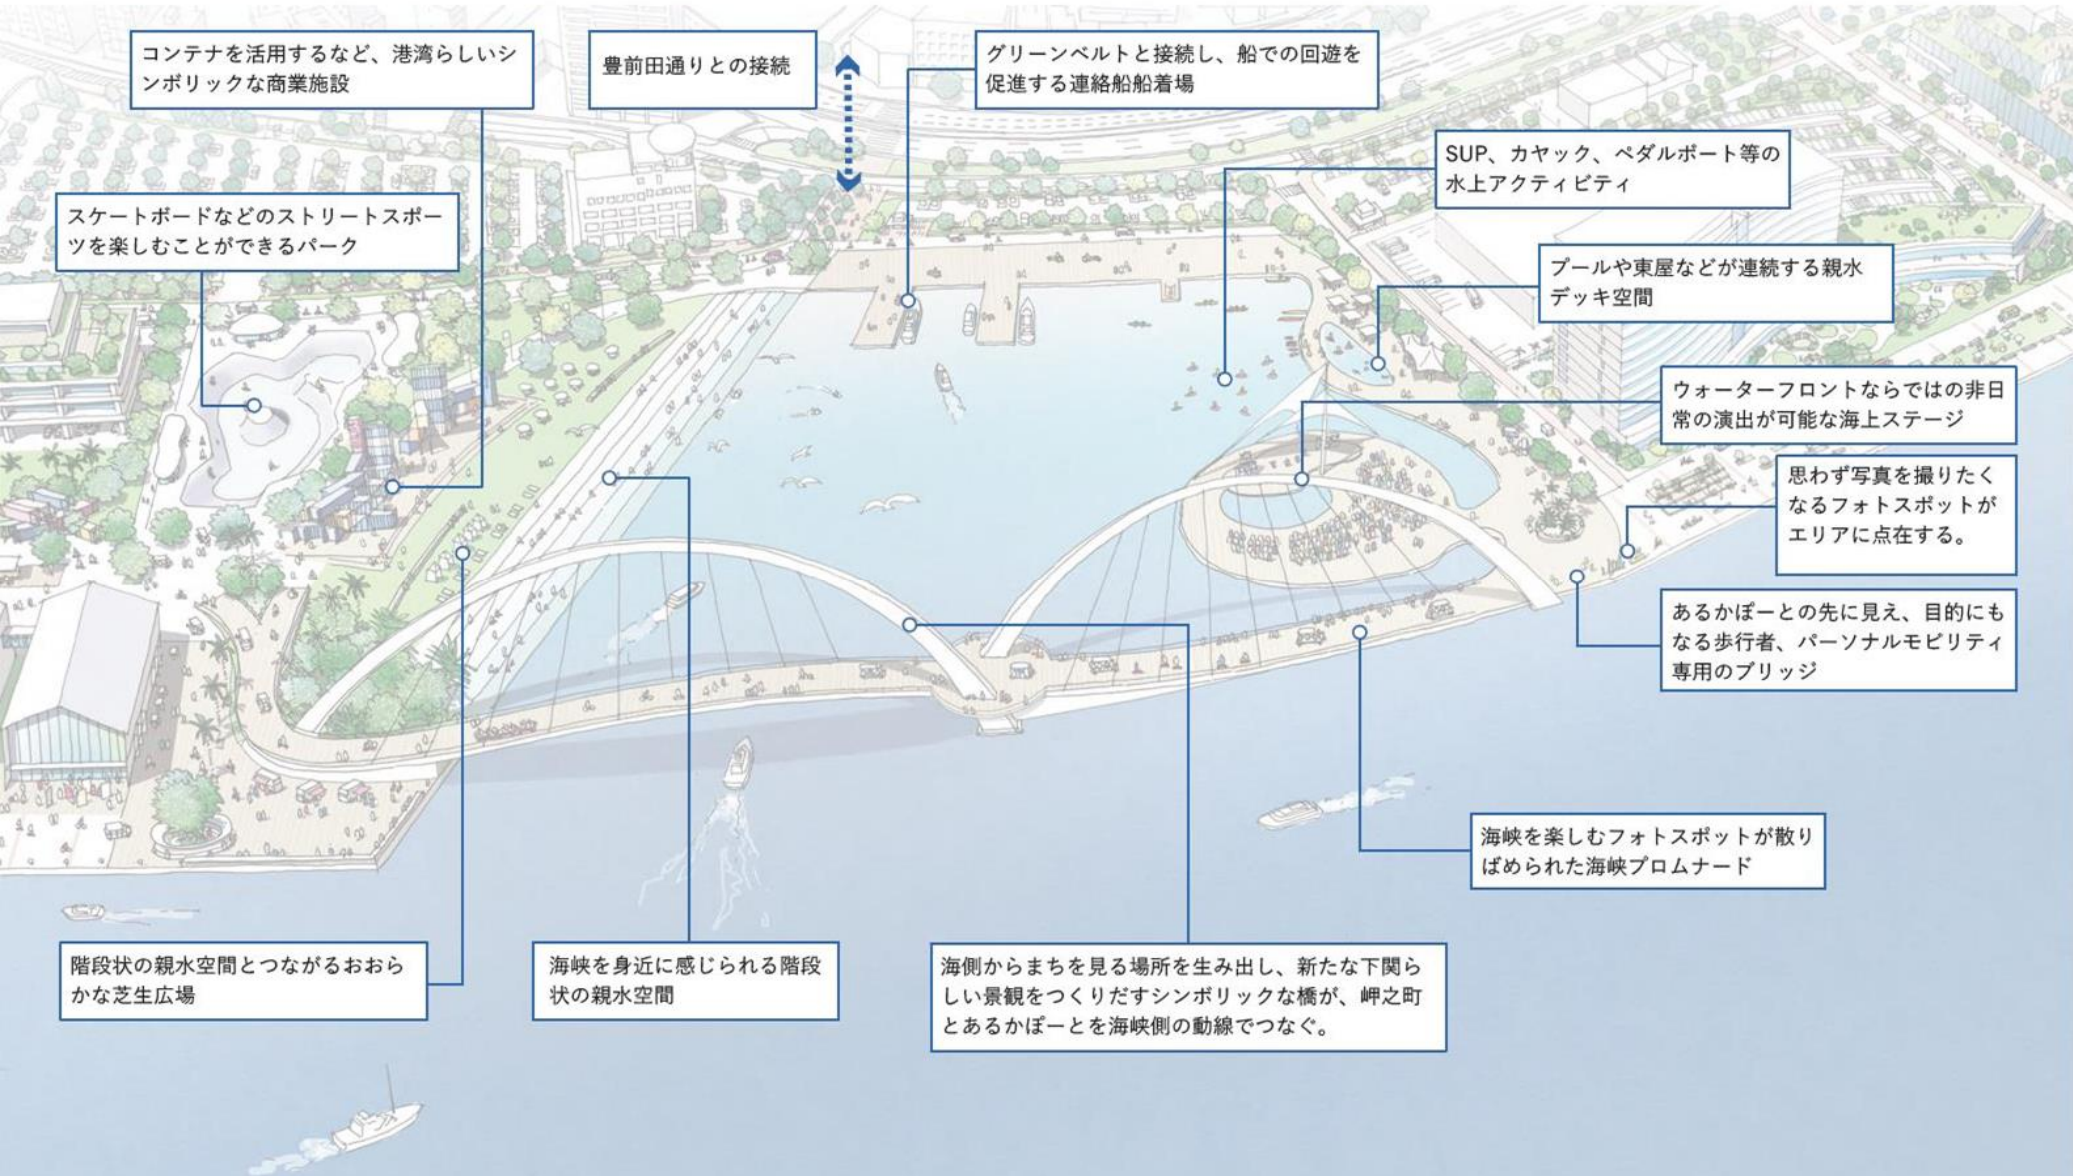 コンテナを活用するなど、港湾らしいシ
ンボリックな商業施設
豊前田通りとの接続
グリーンベルトと接続し、船での回遊を
促進する連絡船船着場
SUP、カヤック、ペダルボート等の
水上アクティビティ
スケートボードなどのストリートスポー
ツを楽しむことができるパーク
プールや東屋などが連続する親水
デッキ空間
ウォーターフロントならではの非日
常の演出が可能な海上ステージ
思わず写真を撮りたく
なるフォトスポットが
エリアに点在する。
あるかぽーとの先に見え、目的にも
なる歩行者、パーソナルモビリティ
専用のブリッジ
海峡を楽しむフォトスポットが散り
ばめられた海峡プロムナード
階段状の親水空間とつながるおおら
かな芝生広場
海峡を身近に感じられる階段
状の親水空間
海側からまちを見る場所を生み出し、新たな下関ら
しい景観をつくりだすシンボリックな橋が、岬之町
とあるかぽーとを海峡側の動線でつなぐ。